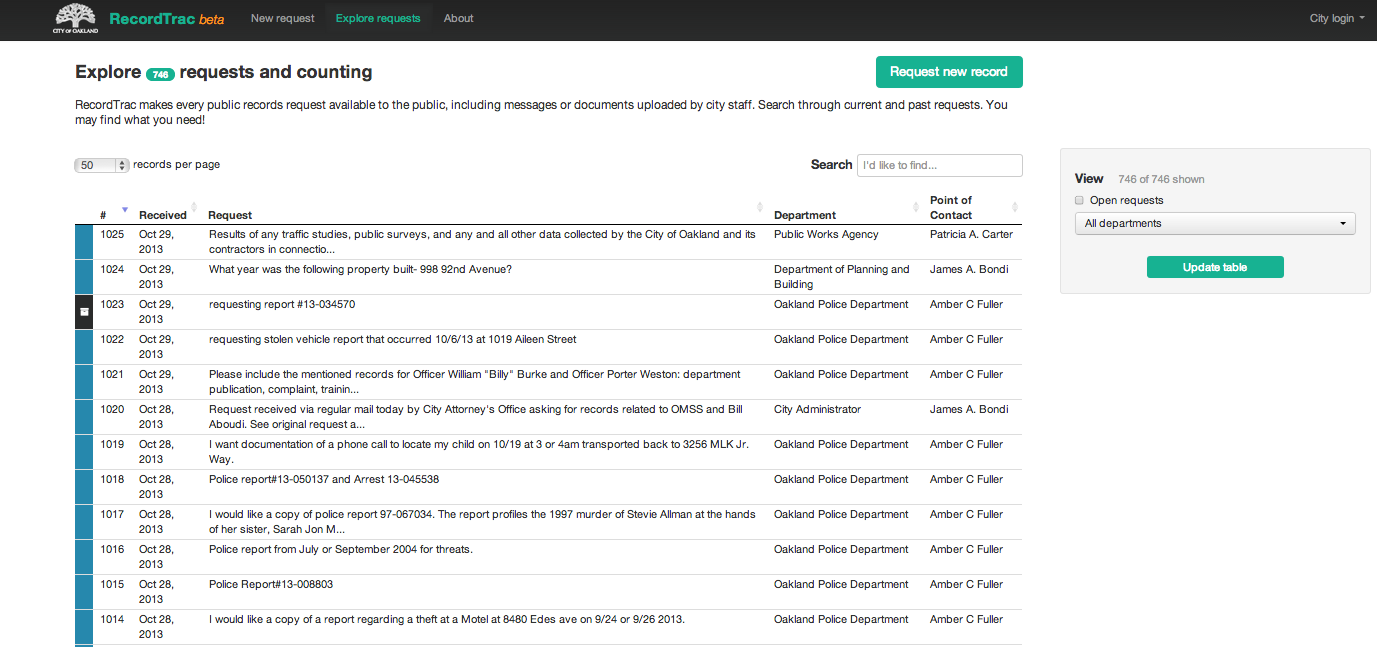 CITY OF OAKLAND
RecordTrac beta
New request
Explore requests
About
City login
Explore 746 requests and counting
Request new record
RecordTrac makes every public records request available to the public, including messages or documents uploaded by city staff. Search through current and past requests. You
may find what you need!
50 records per page
Search I'd like to find...
View 746 of 746 shown
Open requests
All departments
Update table
# Received Request Department Point of
Contact
1025 Oct 29, Results of any traffic studies, public surveys, and any and all other data collected by the City of Oakland and its Public Works Agency Patricia A. Carter
2013 contractors in connectio...
1024 Oct 29, What year was the following property built- 998 92nd Avenue? Department of Planning and James A. Bondi
2013 Building
1023 Oct 29, requesting report #13-034570 Oakland Police Department Amber C Fuller
2013
1022 Oct 29, requesting stolen vehicle report that occurred 10/6/13 at 1019 Aileen Street Oakland Police Department Amber C Fuller
2013
1021 Oct 29, Please include the mentioned records for Officer William "Billy" Burke and Officer Porter Weston: department Oakland Police Department Amber C Fuller
2013 publication, complaint, trainin...
1020 Oct 28, Request received via regular mail today by City Attorney's Office asking for records related to OMSS and Bill City Administrator James A. Bondi
2013 Aboudi. See original request a...
1019 Oct 28, I want documentation of a phone call to locate my child on 10/19 at 3 or 4am transported back to 3256 MLK Jr. Oakland Police Department Amber C Fuller
2013 Way.
1018 Oct 28, Police report#13-050137 and Arrest 13-045538 Oakland Police Department Amber C Fuller
2013
1017 Oct 28, I would like a copy of police report 97-067034. The report profiles the 1997 murder of Stevie Allman at the hands Oakland Police Department Amber C Fuller
2013 of her sister, Sarah Jon M...
1016 Oct 28, Police report from July or September 2004 for threats. Oakland Police Department Amber C Fuller
2013
1015 Oct 28, Police Report#13-008803 Oakland Police Department Amber C Fuller
2013
1014 Oct 28, I would like a copy of a report regarding a theft at a Motel at 8480 Edes ave on 9/24 or 9/26 2013. Oakland Police Department Amber C Fuller
2013